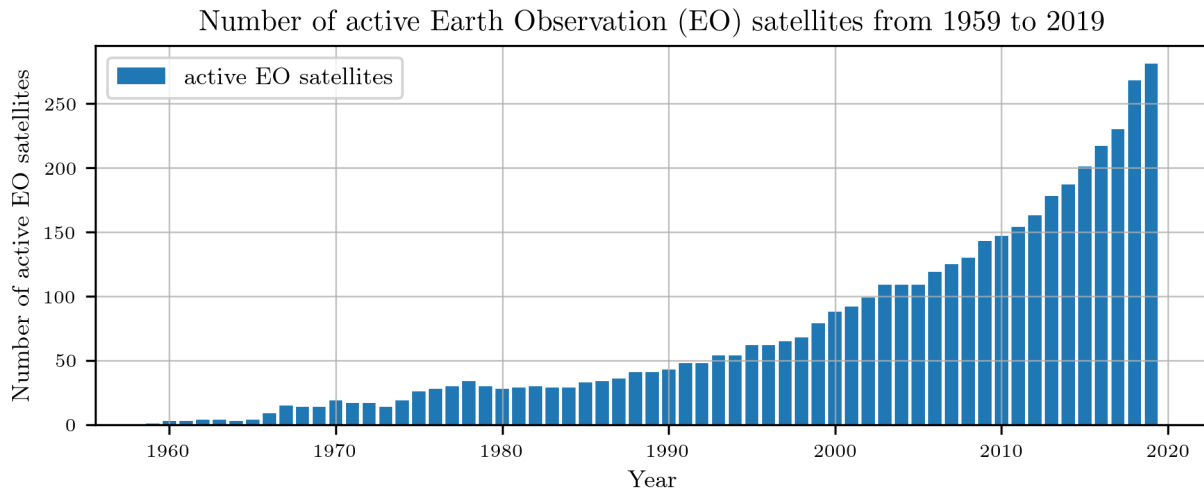 Number of active Earth Observation (EO) satellites from 1959 to 2019
active EO satellites
Number of active EO satellites
250
200
150
100
50
0
1960 1970 1980 1990 2000 2010 2020
Year